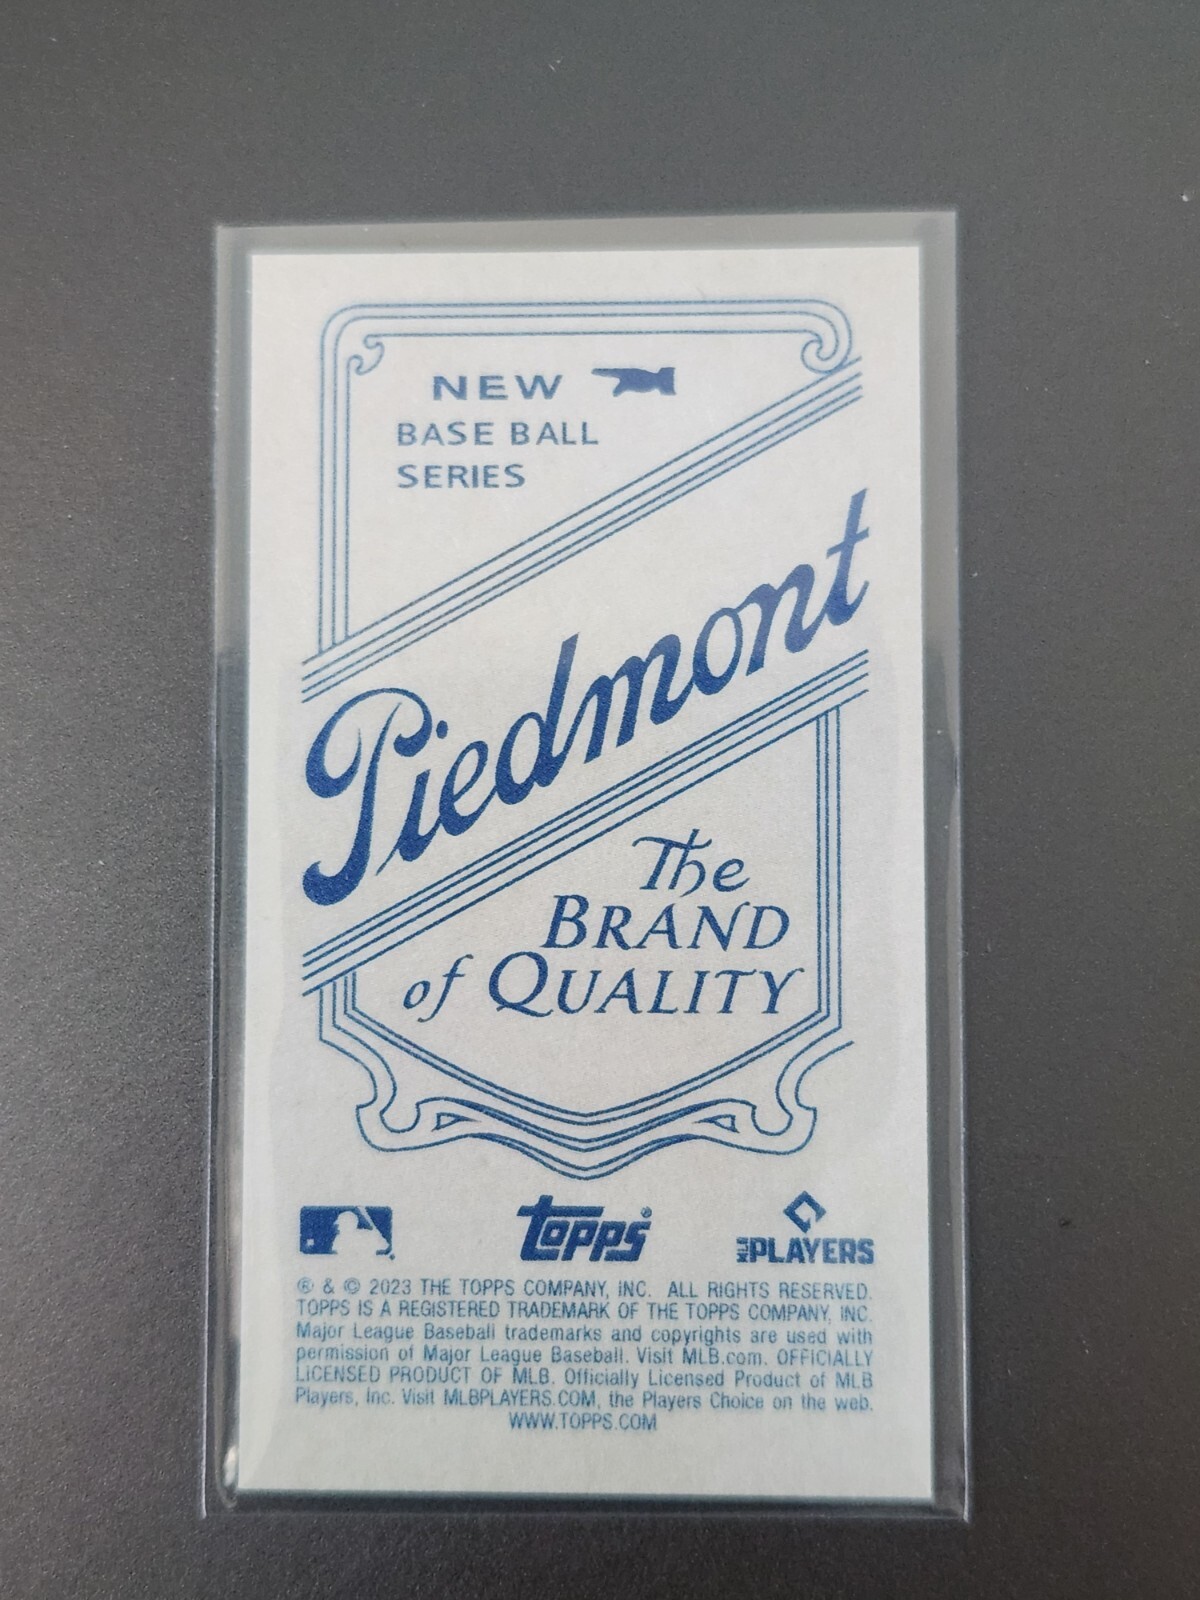 NEW
BASE BALL
SERIES
Piedmont
The
BRAND
of QUALITY
topps®
MLB PLAYERS
® & © 2023 THE TOPPS COMPANY, INC. ALL RIGHTS RESERVED.
TOPPS IS A REGISTERED TRADEMARK OF THE TOPPS COMPANY, INC.
Major League Baseball trademarks and copyrights are used with
permission of Major League Baseball. Visit MLB.com. OFFICIALLY
LICENSED PRODUCT OF MLB. Officially Licensed Product of MLB
Players, Inc. Visit MLBPLAYERS.COM, the Players Choice on the web.
WWW.TOPPS.COM